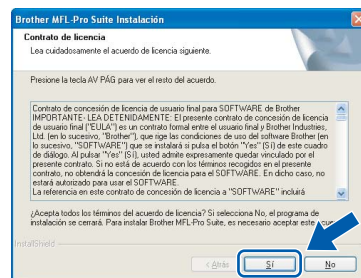 Brother MFL-Pro Suite Instalación
Contrato de licencia
Lea cuidadosamente el acuerdo de licencia siguiente.
Presione la tecla AV PÁG para ver el resto del acuerdo.
Contrato de concesión de licencia de usuario final para SOFTWARE de Brother
IMPORTANTE- LEA DETENIDAMENTE: El presente contrato de concesión de licencia
de usuario final ("EULA") es un contrato formal entre el usuario final y Brother Industries,
Ltd. (en lo sucesivo, "Brother"), que rige las condiciones de uso del software Brother (en
lo sucesivo, "SOFTWARE") que se instalará si pulsa el botón "Yes" (Sí) de este cuadro
de diálogo. Al pulsar "Yes" (Sí), usted admite expresamente quedar vinculado por el
presente contrato. Si no está de acuerdo con los términos recogidos en el presente
contrato, no obtendrá la concesión de licencia para el SOFTWARE. En dicho caso, no
estará autorizado para usar el SOFTWARE.
La referencia en este contrato de concesión de licencia a "SOFTWARE" incluirá
¿Acepta todos los términos del acuerdo de licencia? Si selecciona No, el programa de
instalación se cerrará. Para instalar Brother MFL-Pro Suite, es necesario aceptar este
InstallShield
< Atrás
Sí
No